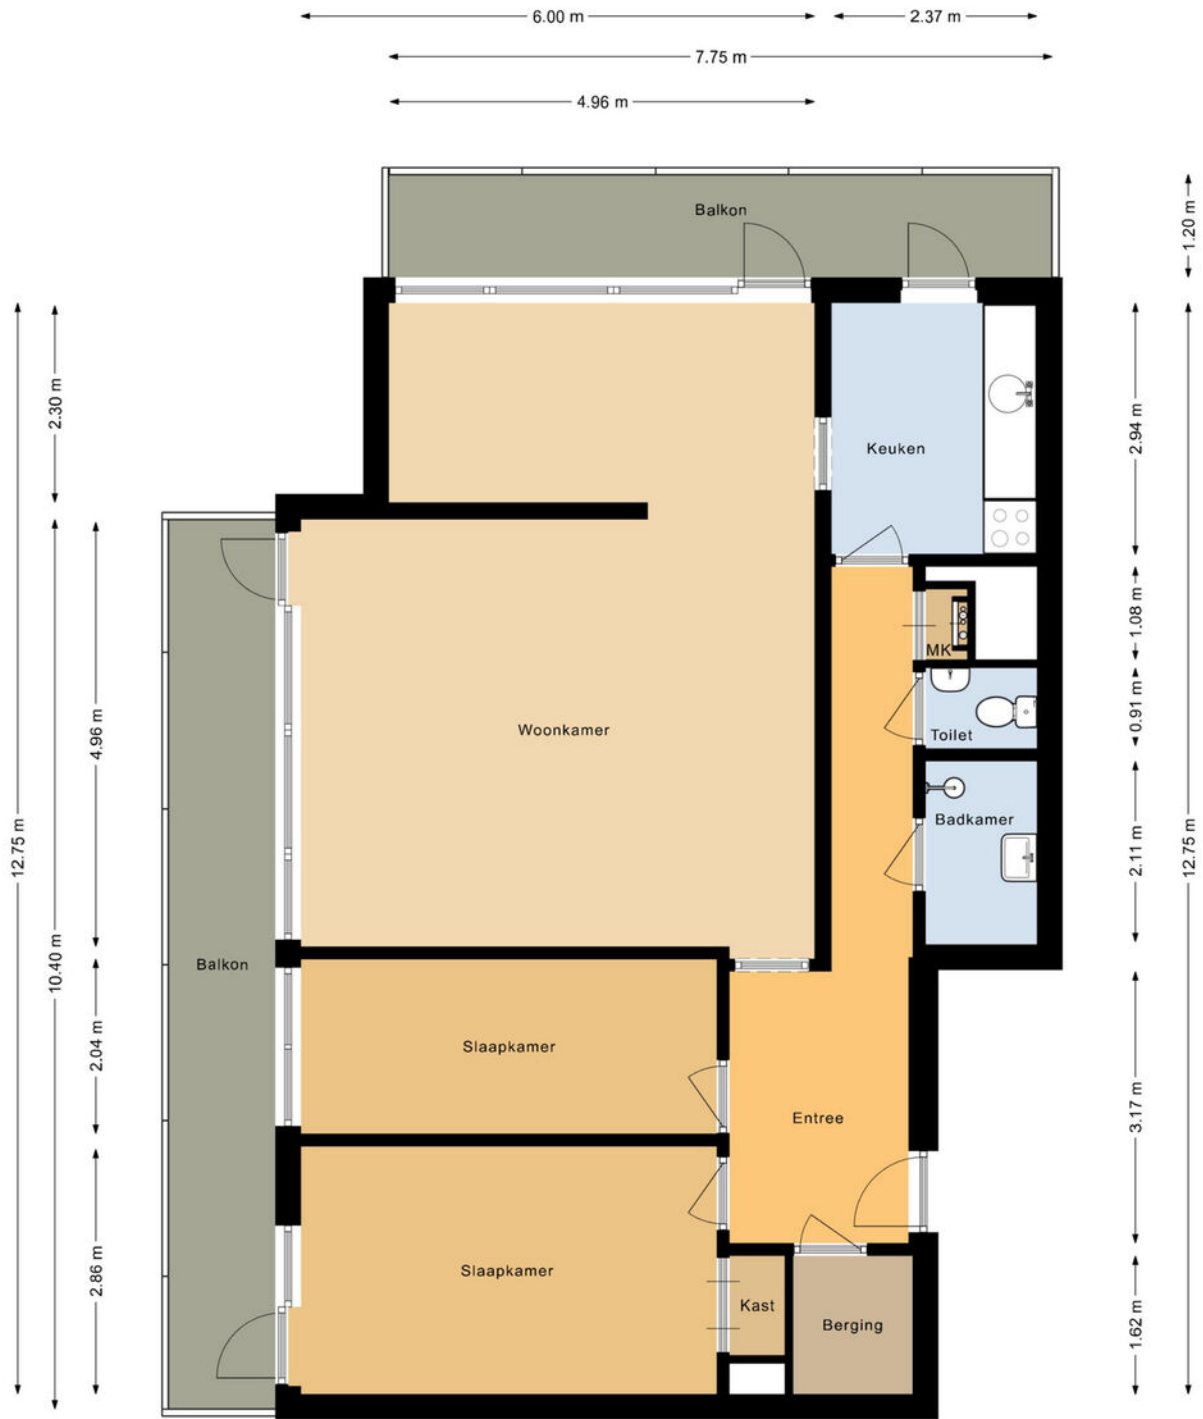 6.00 m
2.37 m
7.75 m
4.96 m
Balkon
1.20 m
2.30 m
Keuken
2.94 m
1.08 m
MK
0.91 m
Toilet
Woonkamer
4.96 m
12.75 m
Badkamer
2.11 m
12.75 m
Balkon
10.40 m
2.04 m
Slaapkamer
Entree
3.17 m
2.86 m
Slaapkamer
Kast
Berging
1.62 m